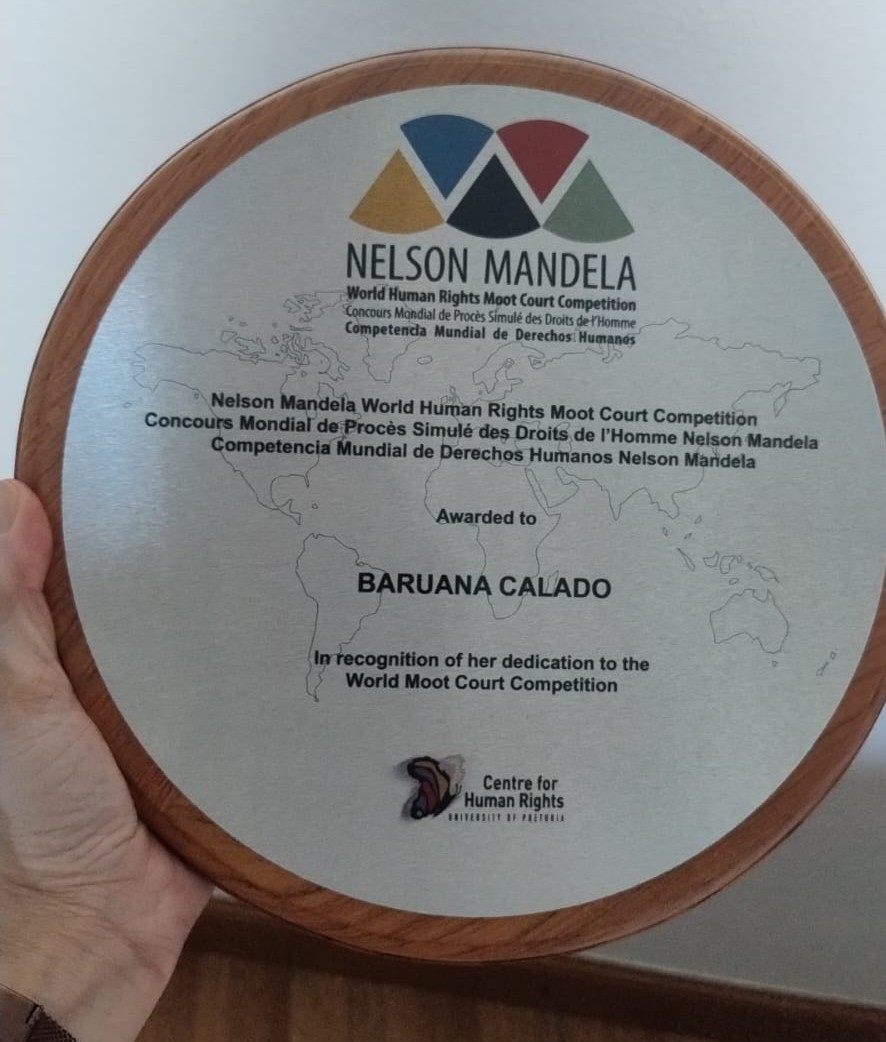 NELSON MANDELA
World Human Rights Moot Court Competition
Concours Mondial de Procès Simulé des Droits de l'Homme
Competencia Mundial de Derechos Humanos
Nelson Mandela World Human Rights Moot Court Competition
Concours Mondial de Procès Simulé des Droits de l'Homme Nelson Mandela
Competencia Mundial de Derechos Humanos Nelson Mandela
Awarded to
BARUANA CALADO
In recognition of her dedication to the
World Moot Court Competition
Centre for
Human Rights
UNIVERSITY OF PRETORIA